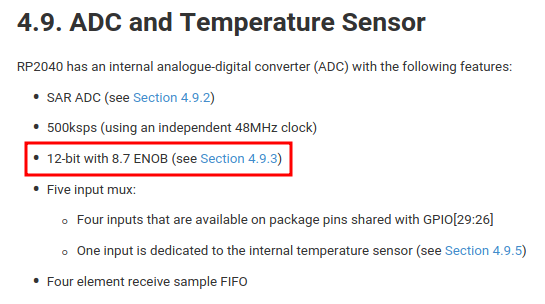 4.9. ADC and Temperature Sensor
RP2040 has an internal analogue-digital converter (ADC) with the following features:
• SAR ADC (see Section 4.9.2)
• 500ksps (using an independent 48MHz clock)
• 12-bit with 8.7 ENOB (see Section 4.9.3)
• Five input mux:
◦ Four inputs that are available on package pins shared with GPIO[29:26]
◦ One input is dedicated to the internal temperature sensor (see Section 4.9.5)
• Four element receive sample FIFO